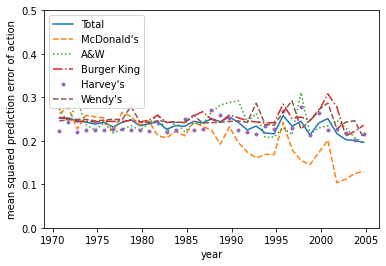 mean squared prediction error of action
0.5
0.4
0.3
0.2
0.1
0.0
Total
McDonald's
A&W
Burger King
Harvey's
Wendy's
1970 1975 1980 1985 1990 1995 2000 2005
year